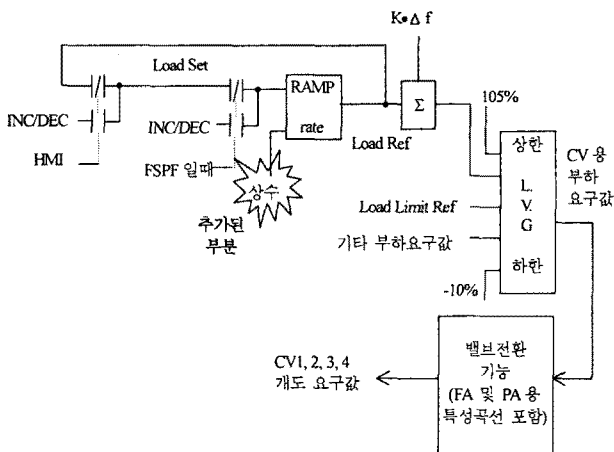 K•Δf
Load Set
RAMP
rate
Σ
INC/DEC
INC/DEC
HMI
FSPF 일때
상수
추가된
부분
Load Ref
105%
상한
L.
V.
G
하한
CV 용
부하
요구값
Load Limit Ref
기타 부하요구값
-10%
밸브전환
기능
(FA 및 PA 용
특성곡선 포함)
CV1, 2, 3, 4
개도 요구값